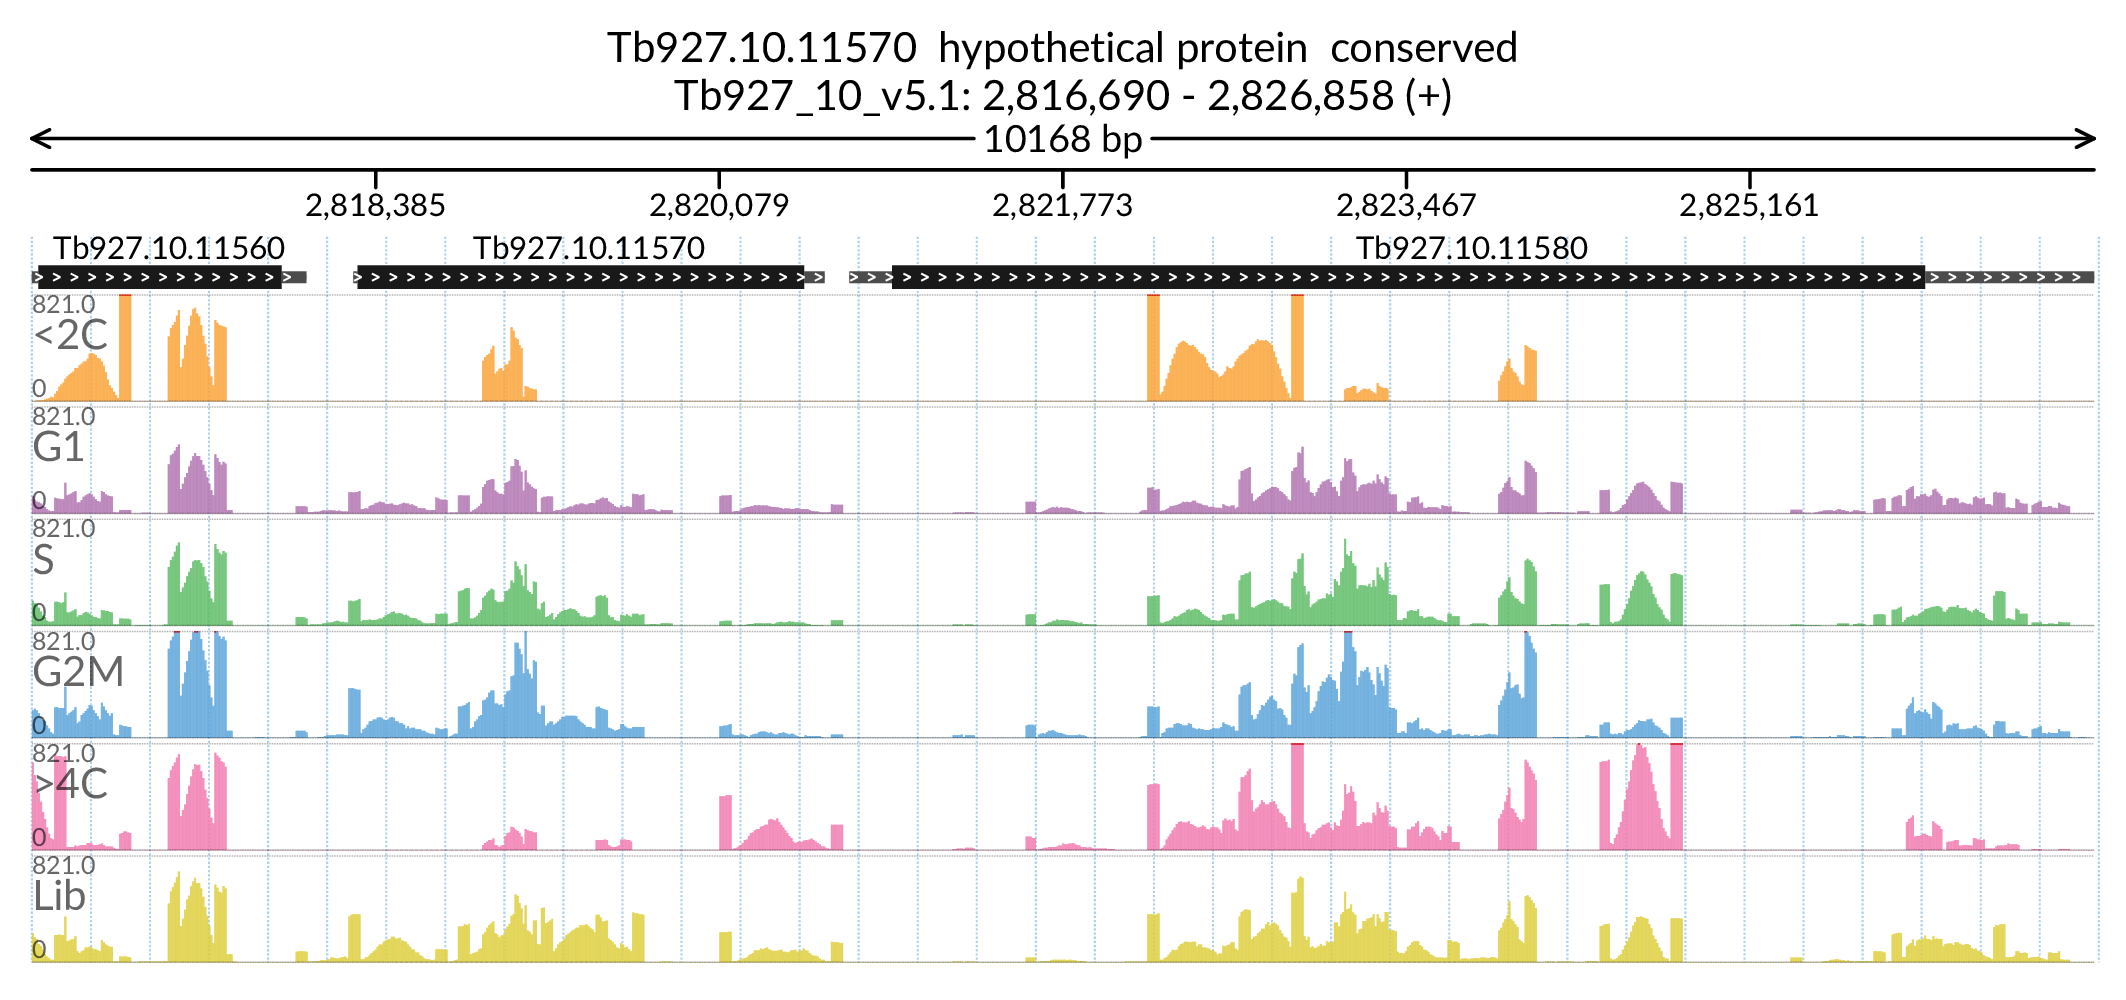 Tb927.10.11570  hypothetical protein  conserved
Tb927_10_v5.1: 2,816,690 - 2,826,858 (+)
10168 bp
2,818,385 2,820,079 2,821,773 2,823,467 2,825,161
Tb927.10.11560 Tb927.10.11570 Tb927.10.11580
821.0
<2C
0
821.0
G1
0
821.0
S
0
821.0
G2M
0
821.0
>4C
0
821.0
Lib
0